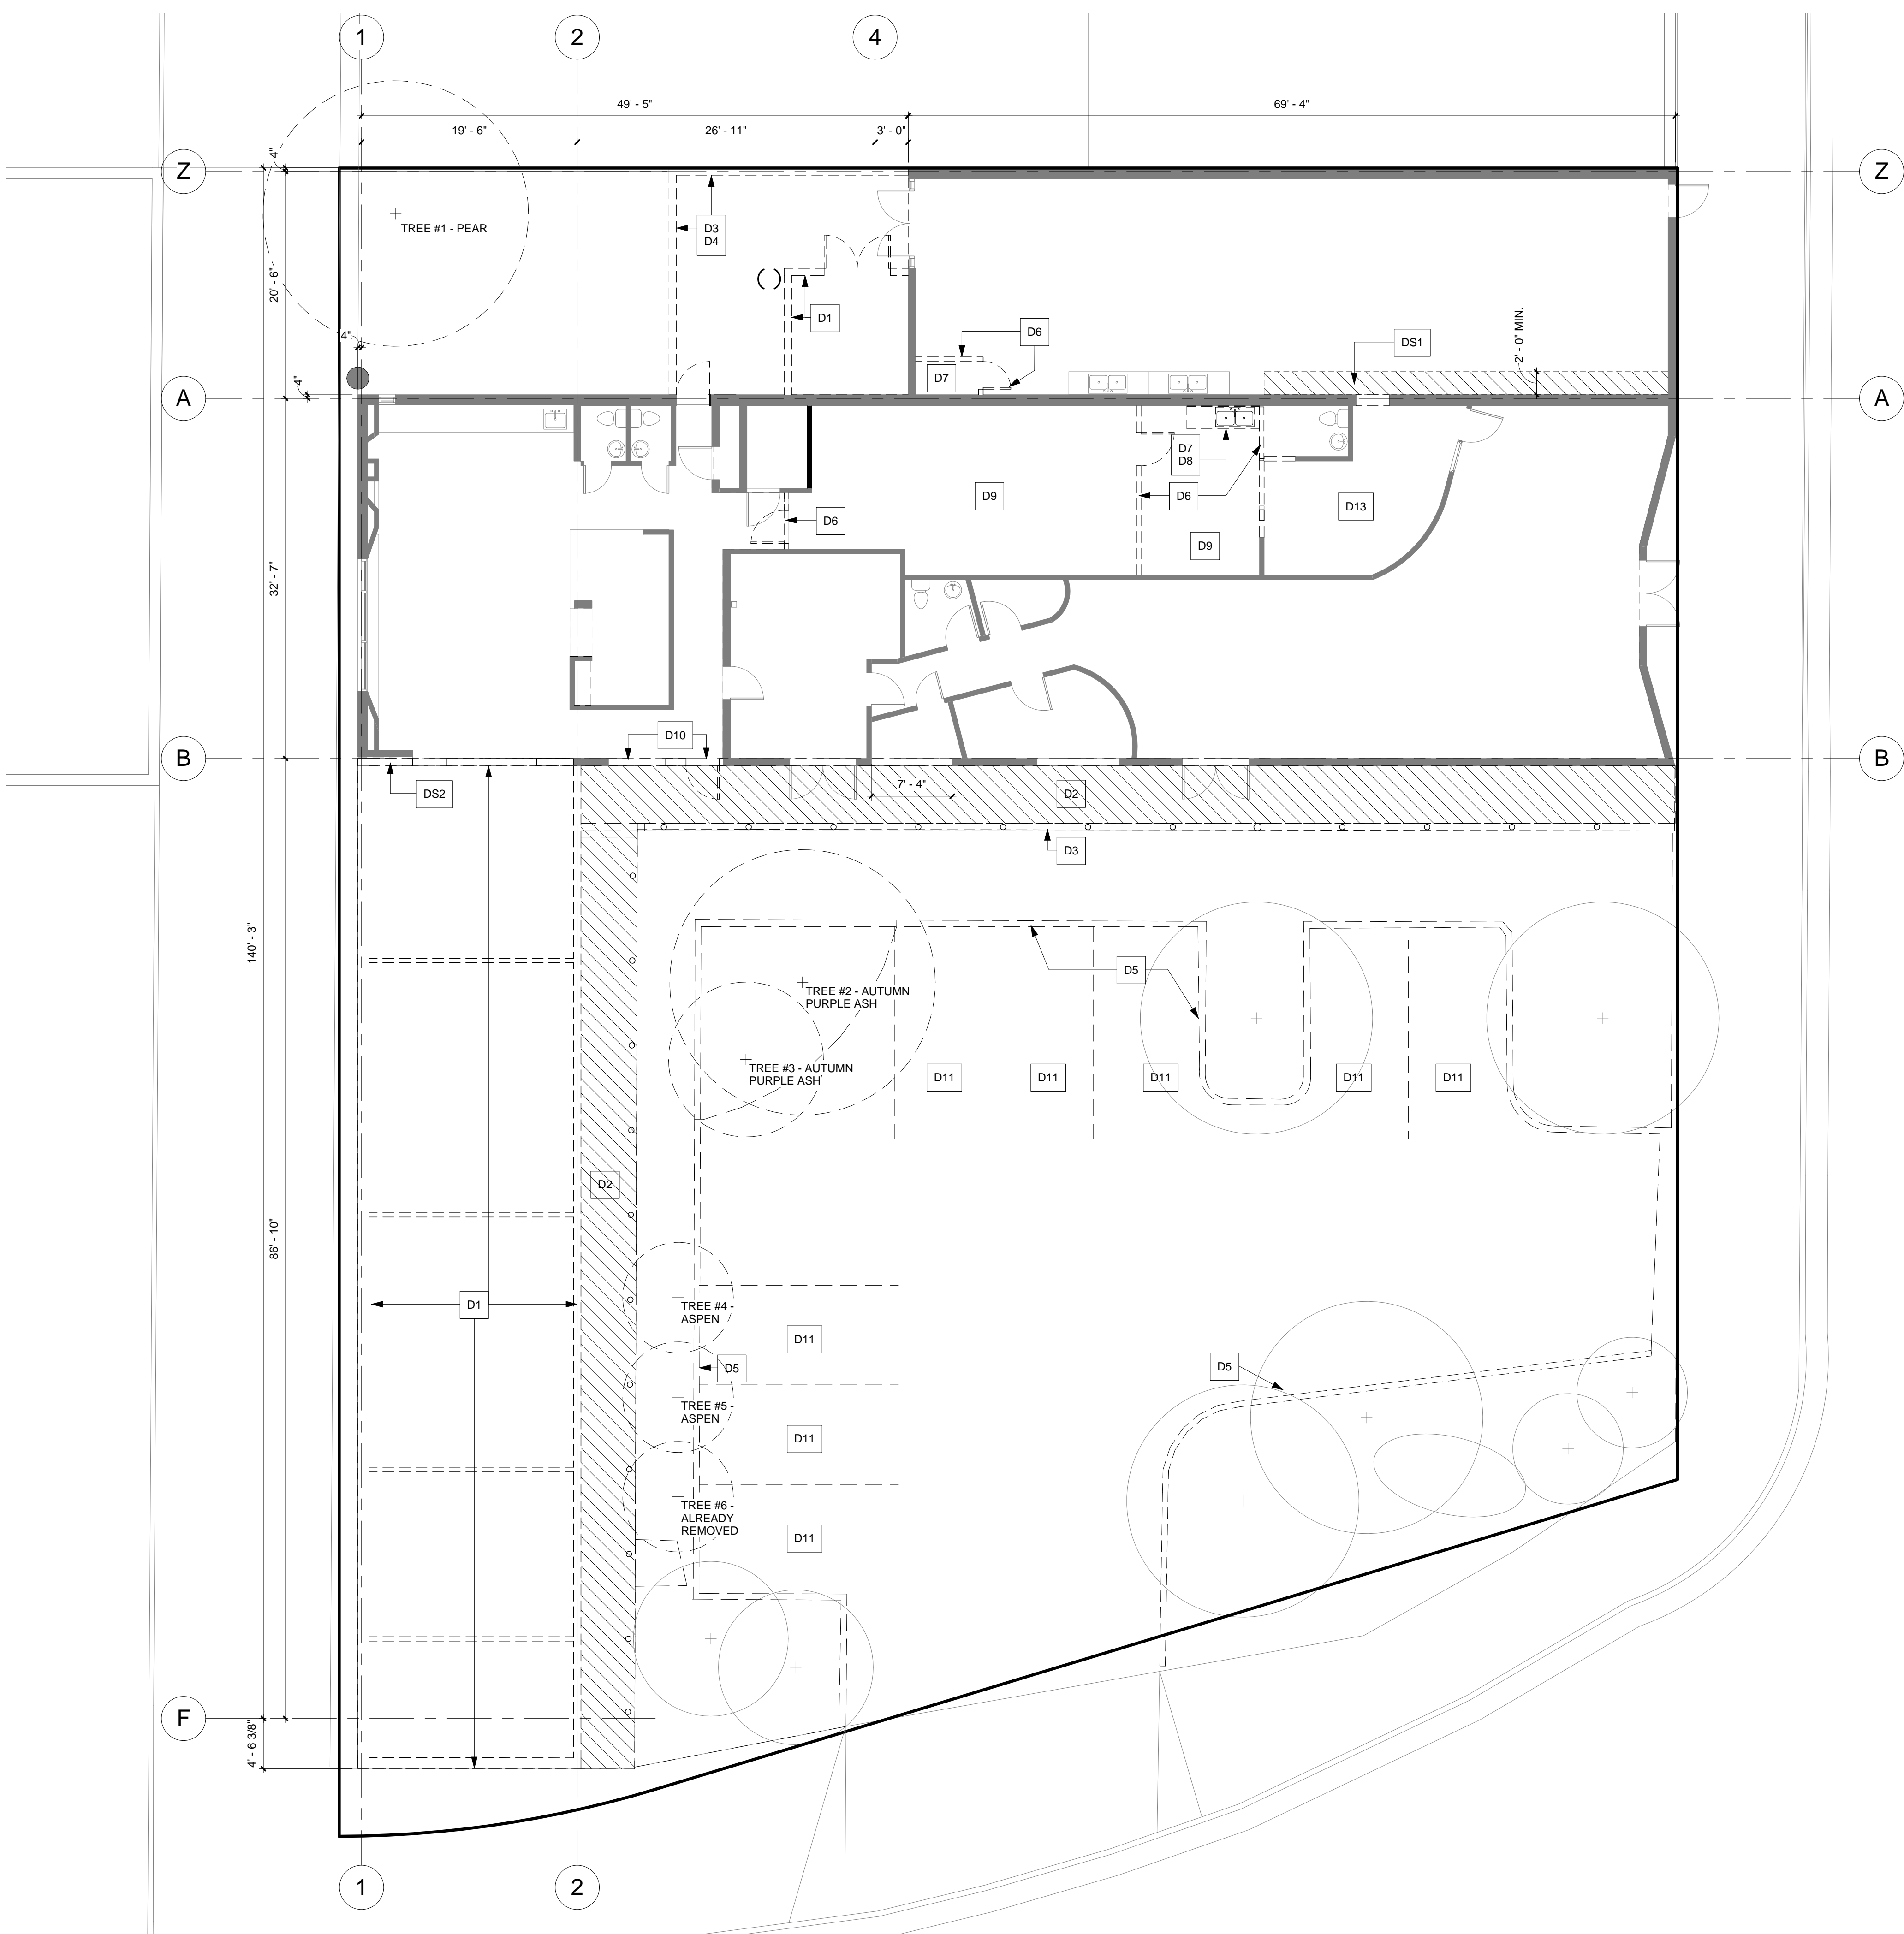 1
2
4
49' - 5"
69' - 4"
19' - 6"
26' - 11"
3' - 0"
4"
Z
Z
TREE #1 - PEAR
D3
D4
20' - 6"
D1
D6
2' - 0" MIN.
DS1
4"
D7
4"
A
A
D7
D8
D9
D6
D13
D6
D9
32' - 7"
D10
B
B
DS2
7' - 4"
D2
D3
140' - 3"
D5
TREE #2 - AUTUMN
PURPLE ASH
TREE #3 - AUTUMN
PURPLE ASH
D11
D11
D11
D11
D11
D2
86' - 10"
D1
TREE #4 -
ASPEN
D11
D5
D5
TREE #5 -
ASPEN
D11
TREE #6 -
ALREADY
REMOVED
D11
F
4' - 6 3/8"
1
2